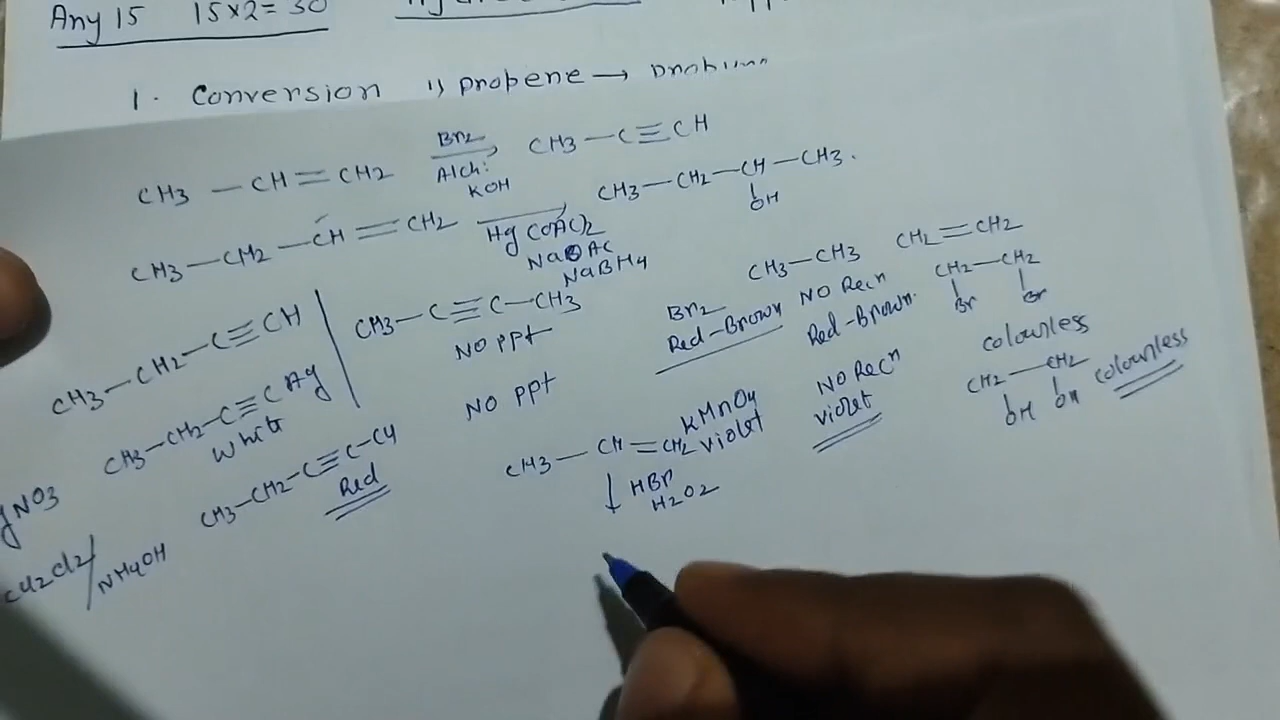 Any 15 15×2=30
1. Conversion 1) propene →
CH3—CH=CH2 Br2 Alch: KOH CH3—C≡CH
CH3—CH2—CH=CH2 Hg(OAC)2 NaOAC NaBH4 CH3—CH2—CH—CH3.
OH
CH3—CH2—C≡CH CH3—C≡C—CH3
NO PPt
CH3—CH2—C≡CAg
White
NO PPt
gNO3
CH3—CH2—C≡C—Cu
Red
Cu2Cl2/NH4OH
CH3—CH3 CH2=CH2
Br2 NO Recn CH2—CH2
Br Br
Red-Brown Red-Brown. colourless
KMnO4 NO Recn CH2—CH2
OH OH
violet violet colourless
CH3—CH=CH2
↓ HBr
H2O2